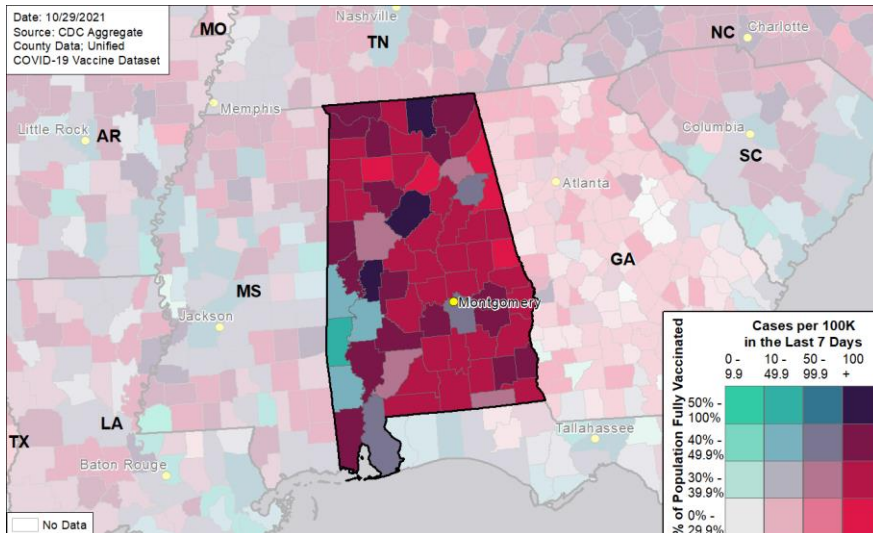 Date: 10/29/2021
Source: CDC Aggregate
County Data; Unified
COVID-19 Vaccine Dataset
MO
Nashville
TN
NC
Charlotte
Memphis
Little Rock
AR
Columbia
SC
Atlanta
GA
MS
Jackson
Montgomery
LA
TX
Baton Rouge
Tallahassee
No Data
% of Population Fully Vaccinated
Cases per 100K
in the Last 7 Days
0 - 9.9
10 - 49.9
50 - 99.9
100 +
50% - 100%
40% - 49.9%
30% - 39.9%
0% - 29.9%